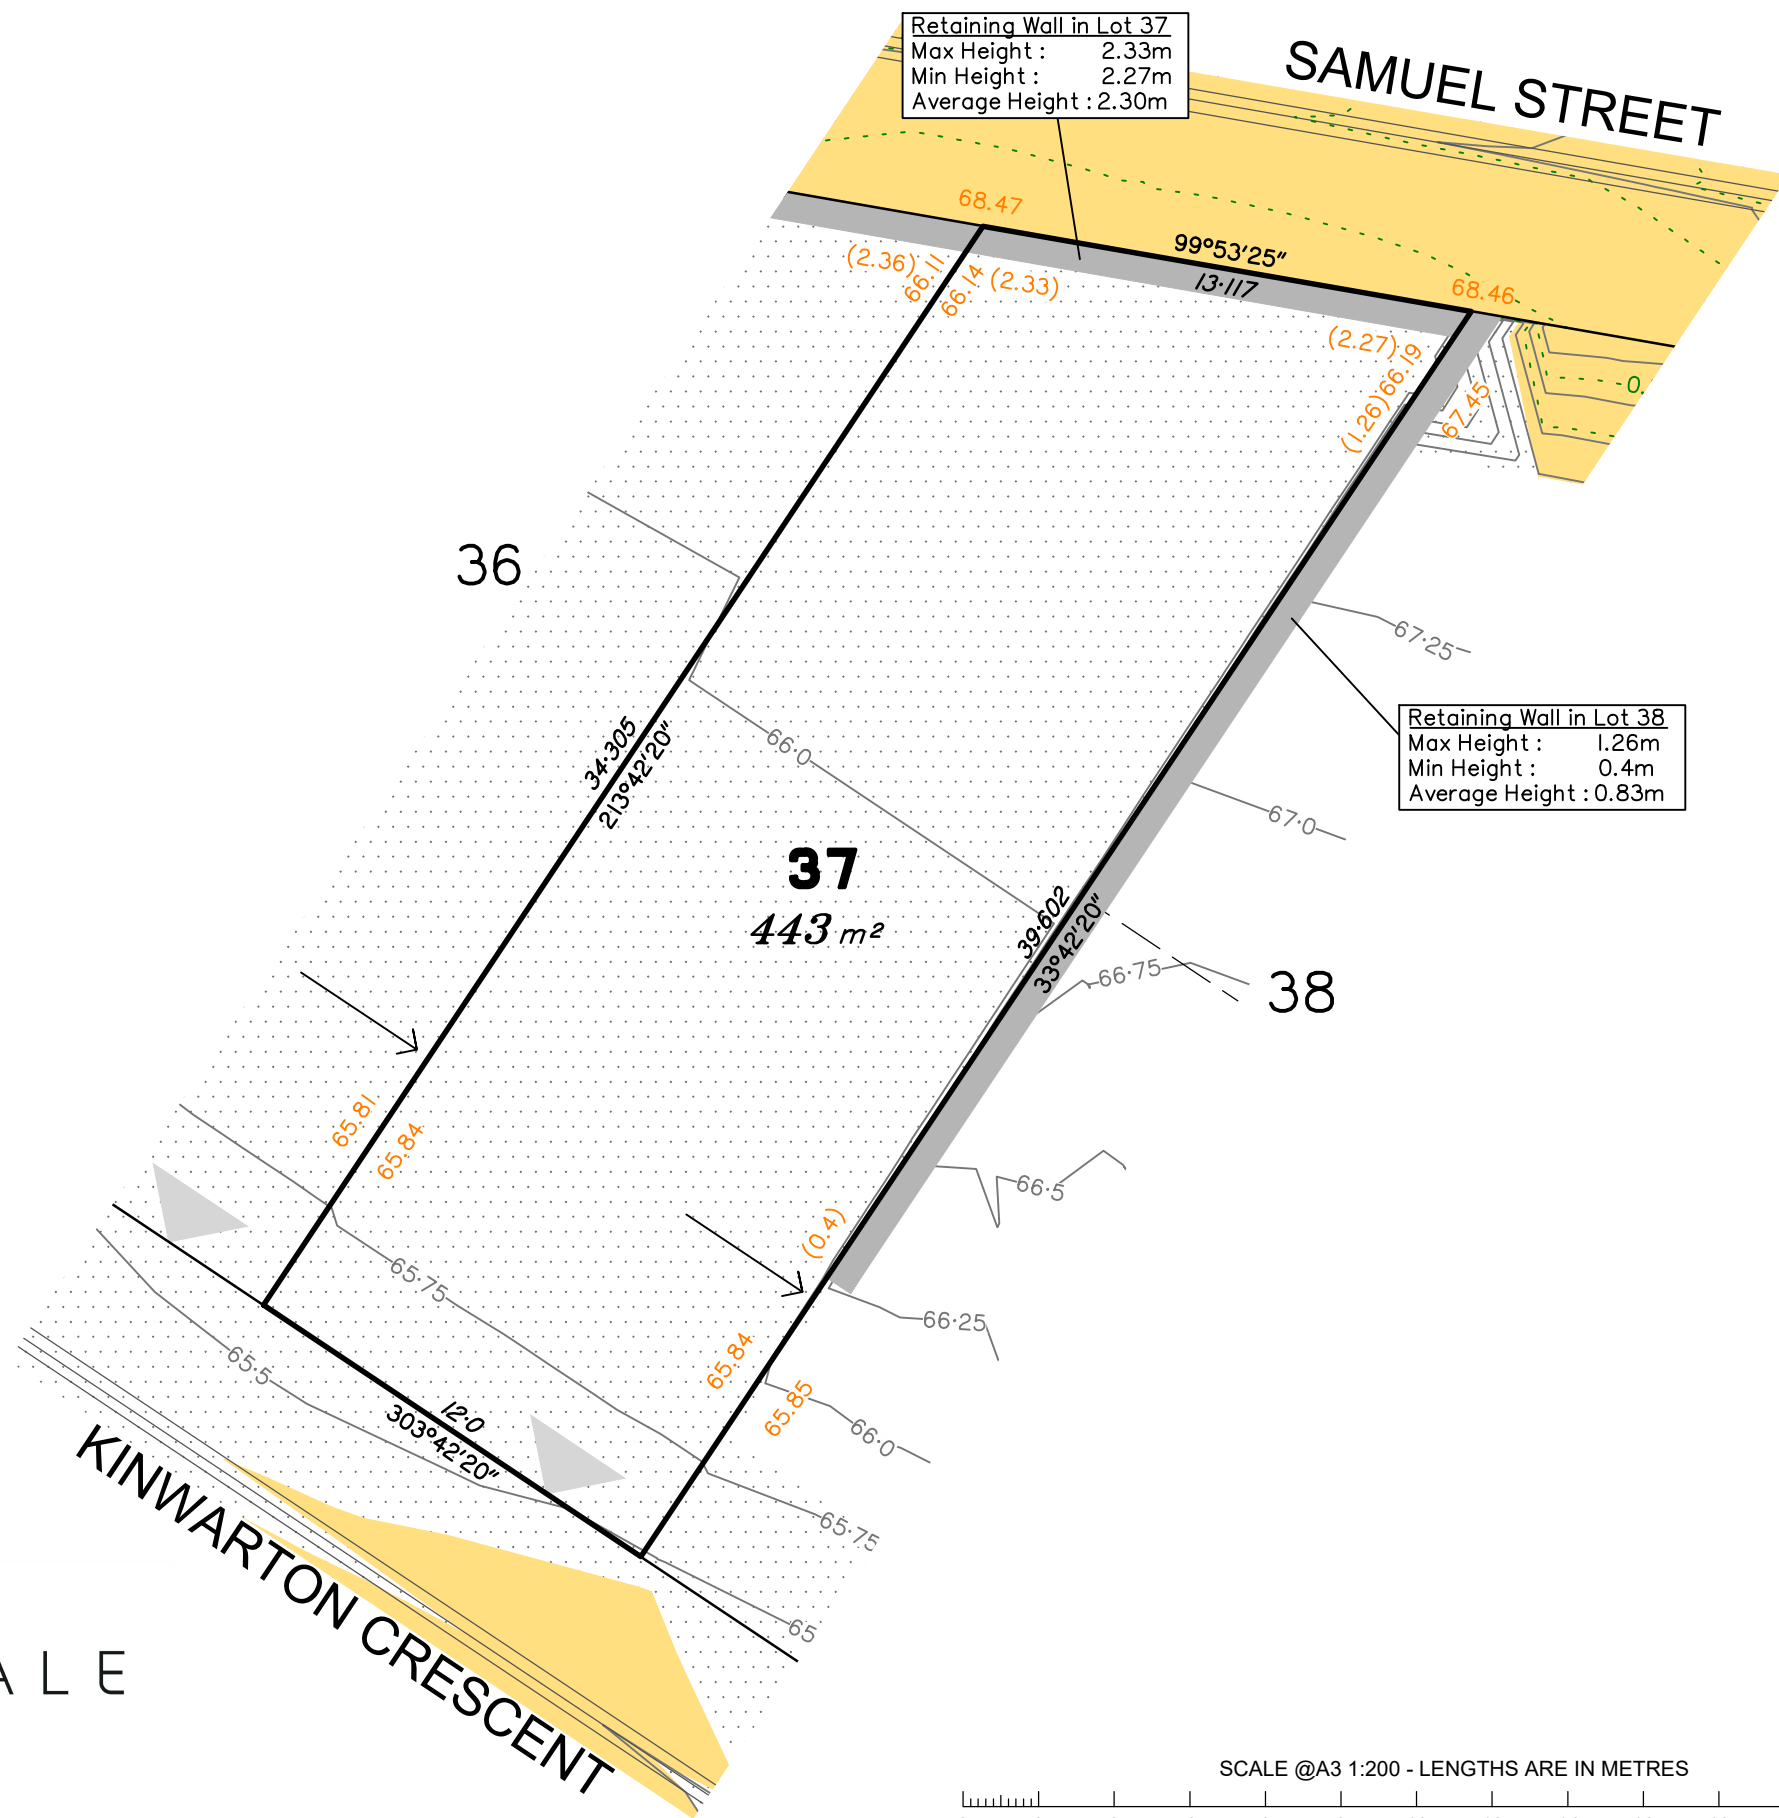 Retaining Wall in Lot 37
Max Height : 2.33m
Min Height : 2.27m
Average Height : 2.30m
SAMUEL STREET
68.47
99°53'25"
13·117
68.46
(2.36)
66.11
66.14
(2.33)
(2.27)
66.19
(1.26)
67.45
0.
36
67·25
34·305
213°42'20"
66·0
Retaining Wall in Lot 38
Max Height : 1.26m
Min Height : 0.4m
Average Height : 0.83m
67·0
37
443 m²
39·602
33°42'20"
66·75
38
65.81
65.84
66·5
(0.4)
65·75
66·25
65·5
65.84
65.85
66·0
12·0
303°42'20"
65·75
KINWARTON CRESCENT
65
ALE
SCALE @A3 1:200 - LENGTHS ARE IN METRES